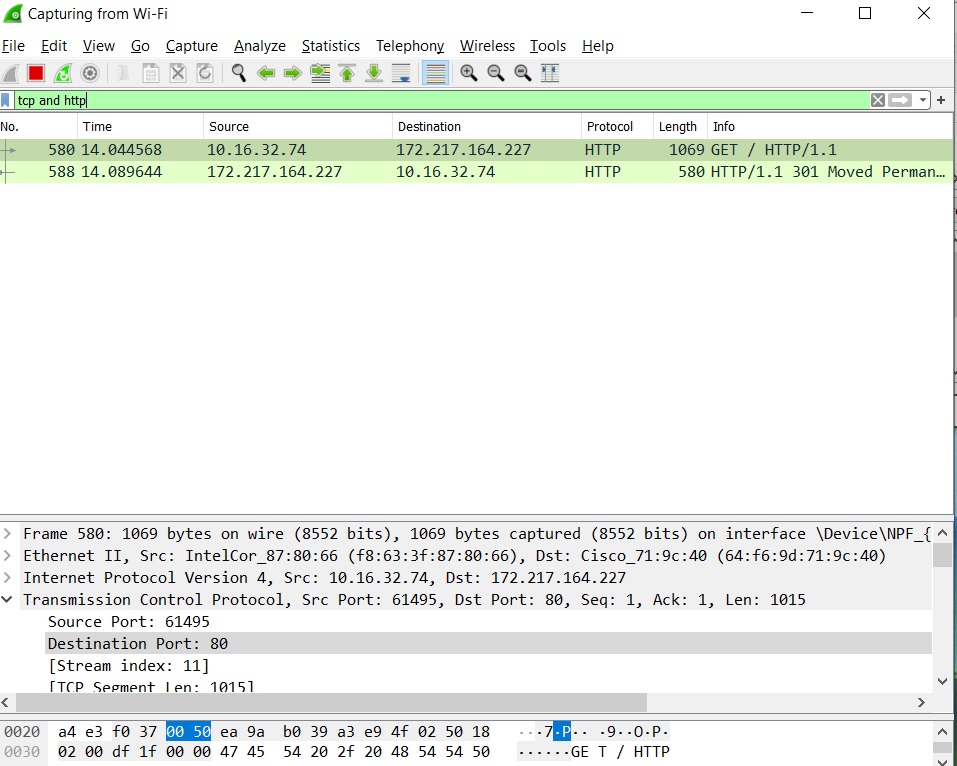 Capturing from Wi-Fi
File Edit View Go Capture Analyze Statistics Telephony Wireless Tools Help
tcp and http
No. Time Source Destination Protocol Length Info
580 14.044568 10.16.32.74 172.217.164.227 HTTP 1069 GET / HTTP/1.1
588 14.089644 172.217.164.227 10.16.32.74 HTTP 580 HTTP/1.1 301 Moved Perman…
Frame 580: 1069 bytes on wire (8552 bits), 1069 bytes captured (8552 bits) on interface \Device\NPF_{
Ethernet II, Src: IntelCor_87:80:66 (f8:63:3f:87:80:66), Dst: Cisco_71:9c:40 (64:f6:9d:71:9c:40)
Internet Protocol Version 4, Src: 10.16.32.74, Dst: 172.217.164.227
Transmission Control Protocol, Src Port: 61495, Dst Port: 80, Seq: 1, Ack: 1, Len: 1015
Source Port: 61495
Destination Port: 80
[Stream index: 11]
[TCP Segment Len: 1015]
0020 a4 e3 f0 37 00 50 ea 9a b0 39 a3 e9 4f 02 50 18 ···7·P·· ·9··O·P·
0030 02 00 df 1f 00 00 47 45 54 20 2f 20 48 54 54 50 ······GE T / HTTP